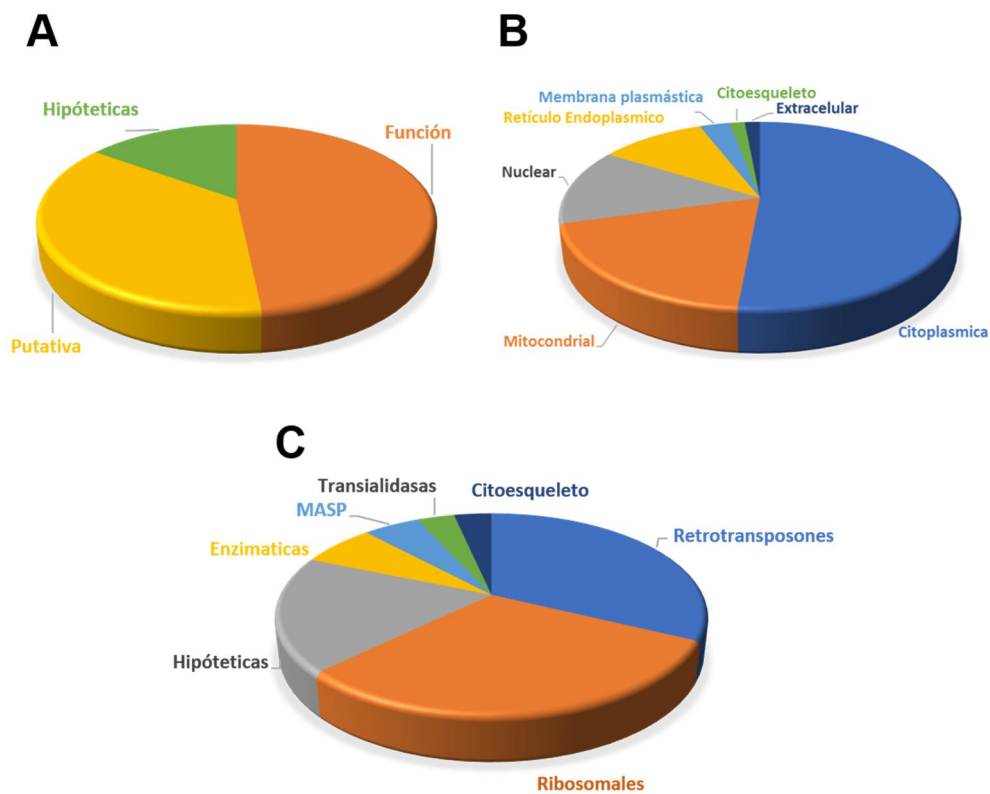 A
Hipóteticas
Función
Putativa
B
Membrana plasmástica
Citoesqueleto
Extracelular
Retículo Endoplasmico
Nuclear
Mitocondrial
Citoplasmica
C
Transialidasas
Citoesqueleto
MASP
Retrotransposones
Enzimaticas
Hipóteticas
Ribosomales